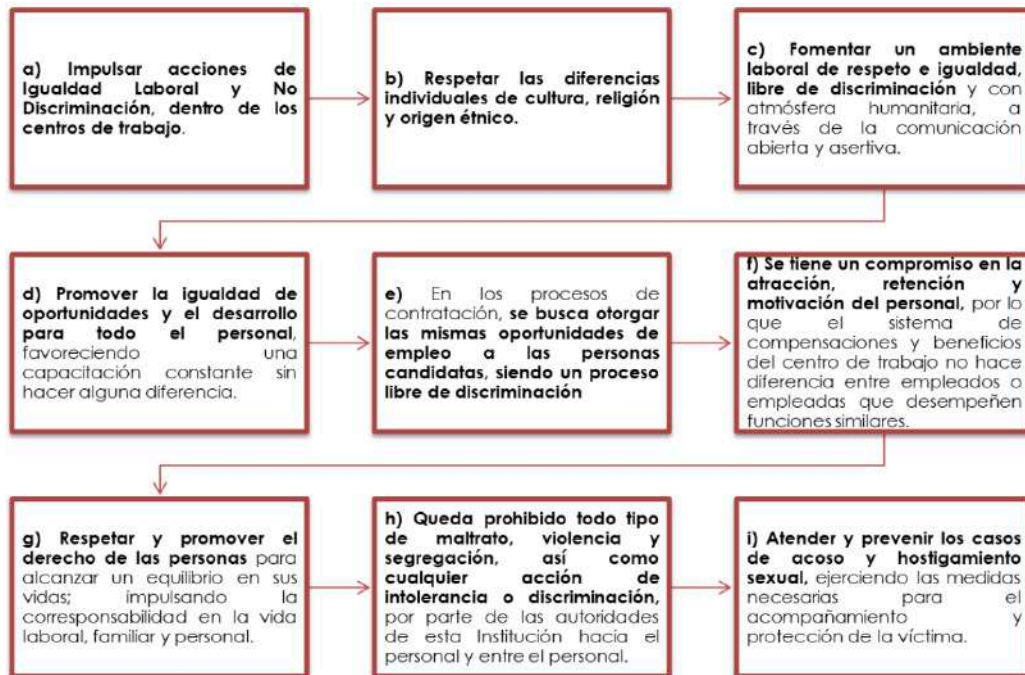 a) Impulsar acciones de
Igualdad Laboral y No
Discriminación, dentro de los
centros de trabajo.
b) Respetar las diferencias
individuales de cultura, religión
y origen étnico.
c) Fomentar un ambiente
laboral de respeto e igualdad,
libre de discriminación y con
atmósfera humanitaria, a
través de la comunicación
abierta y asertiva.
d) Promover la igualdad de
oportunidades y el desarrollo
para todo el personal,
favoreciendo una
capacitación constante sin
hacer alguna diferencia.
e) En los procesos de
contratación, se busca otorgar
las mismas oportunidades de
empleo a las personas
candidatas, siendo un proceso
libre de discriminación
f) Se tiene un compromiso en la
atracción, retención y
motivación del personal, por lo
que el sistema de
compensaciones y beneficios
del centro de trabajo no hace
diferencia entre empleados o
empleadas que desempeñen
funciones similares.
g) Respetar y promover el
derecho de las personas para
alcanzar un equilibrio en sus
vidas; impulsando la
corresponsabilidad en la vida
laboral, familiar y personal.
h) Queda prohibido todo tipo
de maltrato, violencia y
segregación, así como
cualquier acción de
intolerancia o discriminación,
por parte de las autoridades
de esta Institución hacia el
personal y entre el personal.
i) Atender y prevenir los casos
de acoso y hostigamiento
sexual, ejerciendo las medidas
necesarias para el
acompañamiento y
protección de la víctima.